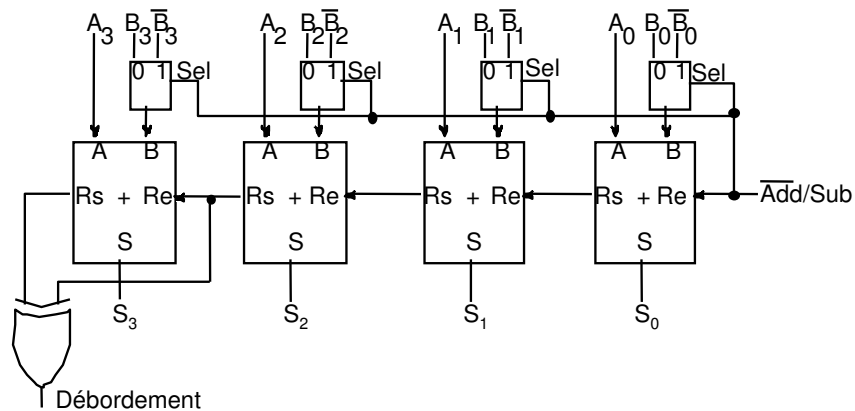 A3 B3 B̅3 A2 B2 B̅2 A1 B1 B̅1 A0 B0 B̅0
0 1 Sel 0 1 Sel 0 1 Sel 0 1 Sel
A B A B A B A B
Rs + Re Rs + Re Rs + Re Rs + Re A̅d̅d̅/Sub
S S S S
S3 S2 S1 S0
Débordement